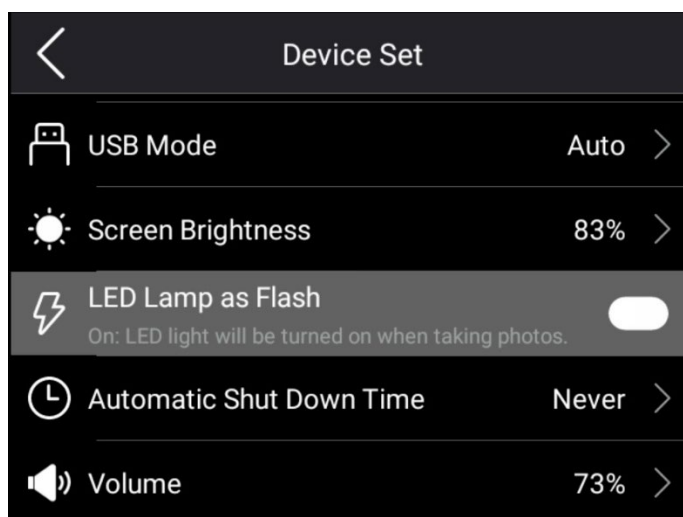 Device Set
USB Mode Auto
Screen Brightness 83%
LED Lamp as Flash
On: LED light will be turned on when taking photos.
Automatic Shut Down Time Never
Volume 73%